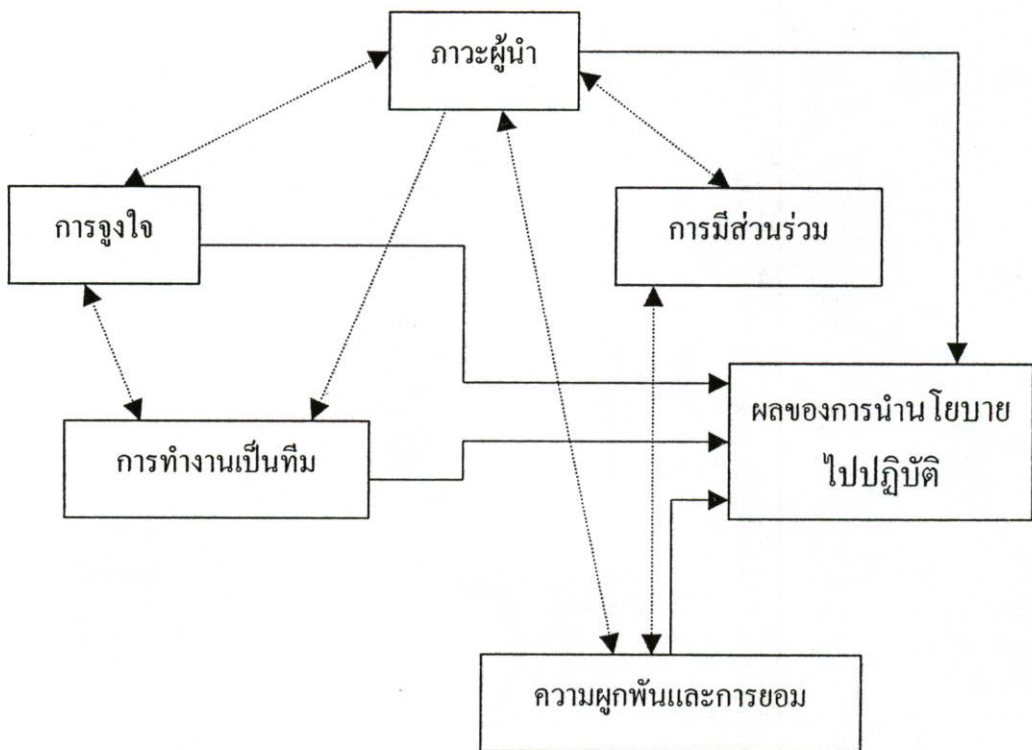 ภาวะผู้นำ
การจูงใจ
การมีส่วนร่วม
ผลของการนำนโยบาย
ไปปฏิบัติ
การทำงานเป็นทีม
ความผูกพันและการยอม